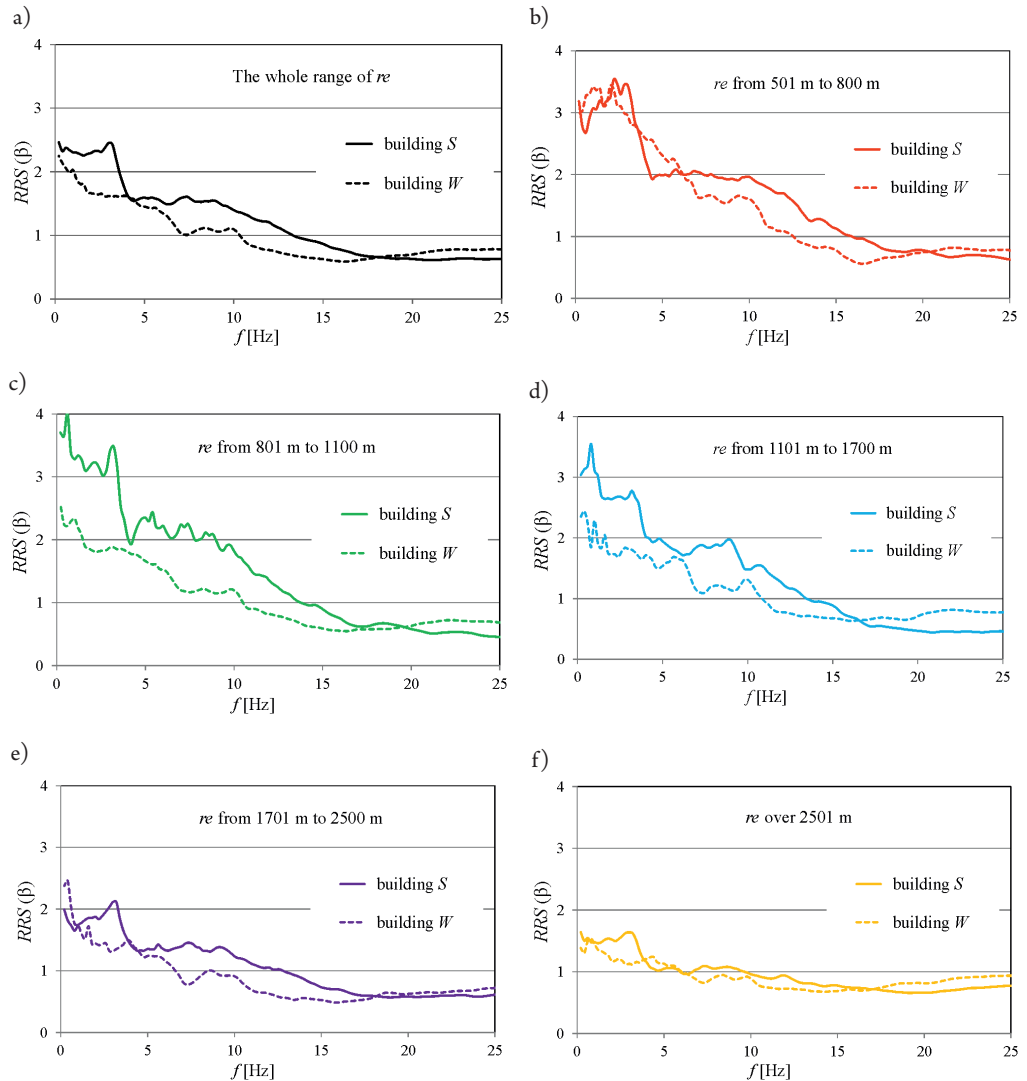 a)
The whole range of re
building S
building W
RRS (β)
4
3
2
1
0
0 5 10 15 20 25
f [Hz]
b)
re from 501 m to 800 m
building S
building W
RRS (β)
4
3
2
1
0
0 5 10 15 20 25
f [Hz]
c)
re from 801 m to 1100 m
building S
building W
RRS (β)
4
3
2
1
0
0 5 10 15 20 25
f [Hz]
d)
re from 1101 m to 1700 m
building S
building W
RRS (β)
4
3
2
1
0
0 5 10 15 20 25
f [Hz]
e)
re from 1701 m to 2500 m
building S
building W
RRS (β)
4
3
2
1
0
0 5 10 15 20 25
f [Hz]
f)
re over 2501 m
building S
building W
RRS (β)
4
3
2
1
0
0 5 10 15 20 25
f [Hz]